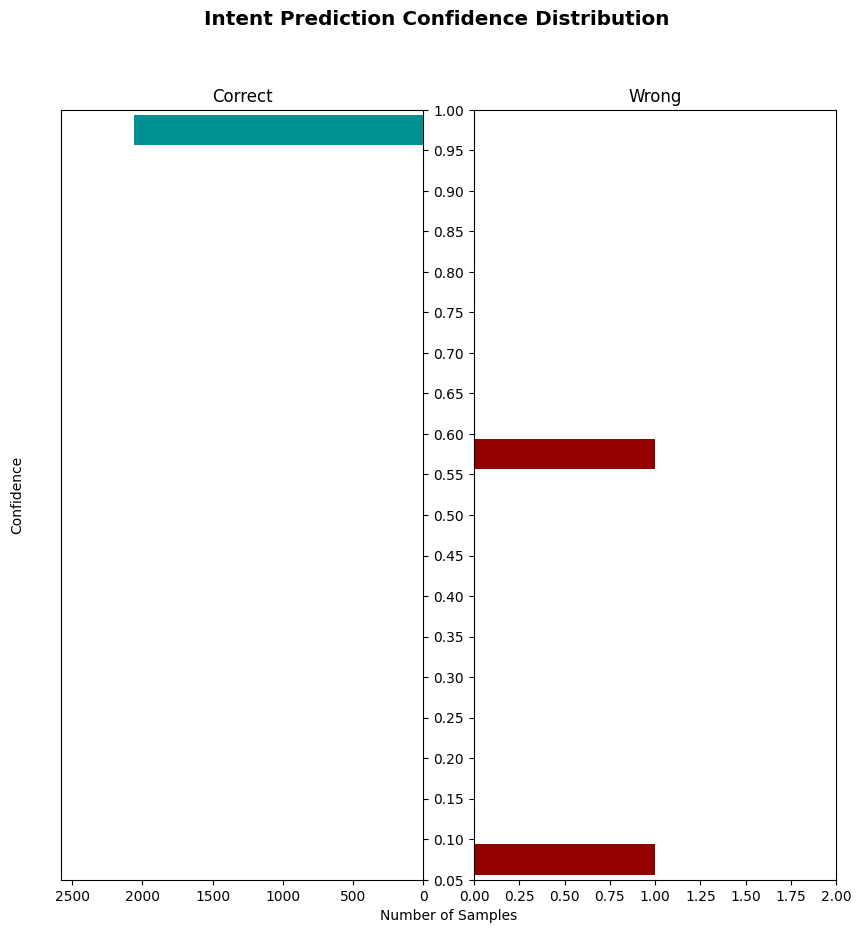 Intent Prediction Confidence Distribution
Correct
Wrong
1.00
0.95
0.90
0.85
0.80
0.75
0.70
0.65
0.60
0.55
0.50
0.45
0.40
0.35
0.30
0.25
0.20
0.15
0.10
0.05
Confidence
2500 2000 1500 1000 500 0
0.00 0.25 0.50 0.75 1.00 1.25 1.50 1.75 2.00
Number of Samples